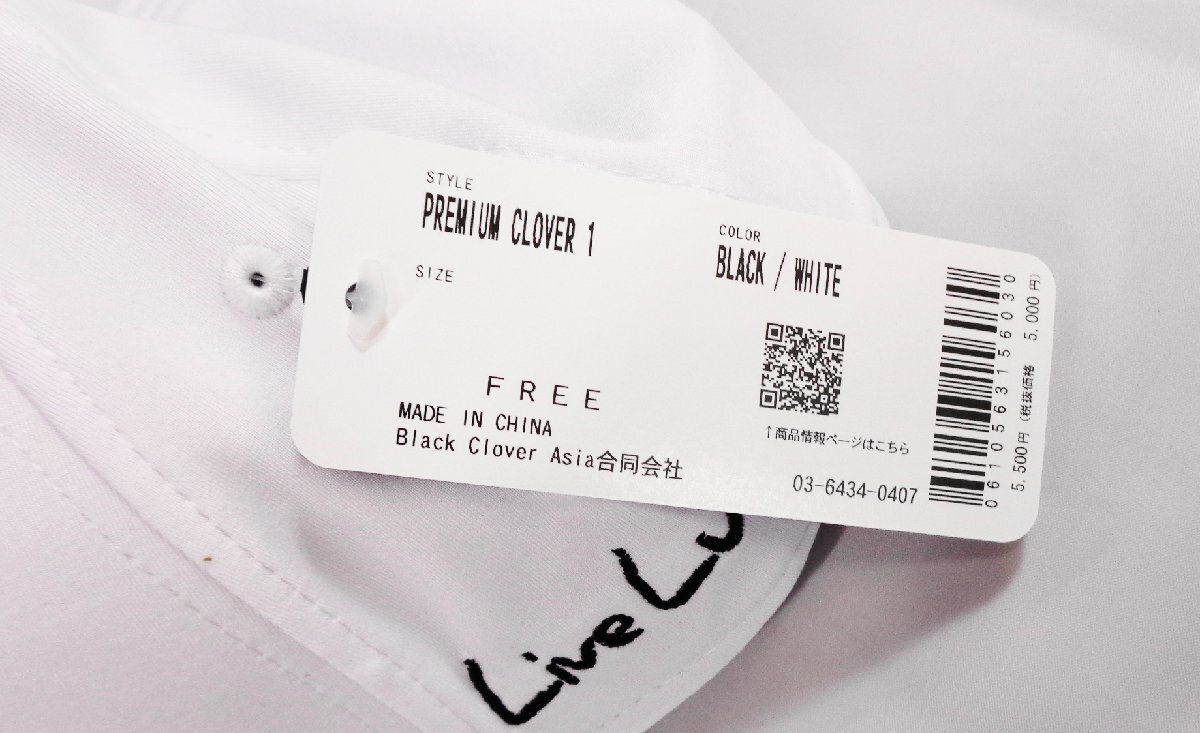 STYLE
PREMIUM CLOVER 1
COLOR
BLACK / WHITE
SIZE
FREE
MADE IN CHINA
Black Clover Asia合同会社
↑商品情報ページはこちら
03-6434-0407
0610563156030
5,500円(税抜価格 5,000円)
Live Lu